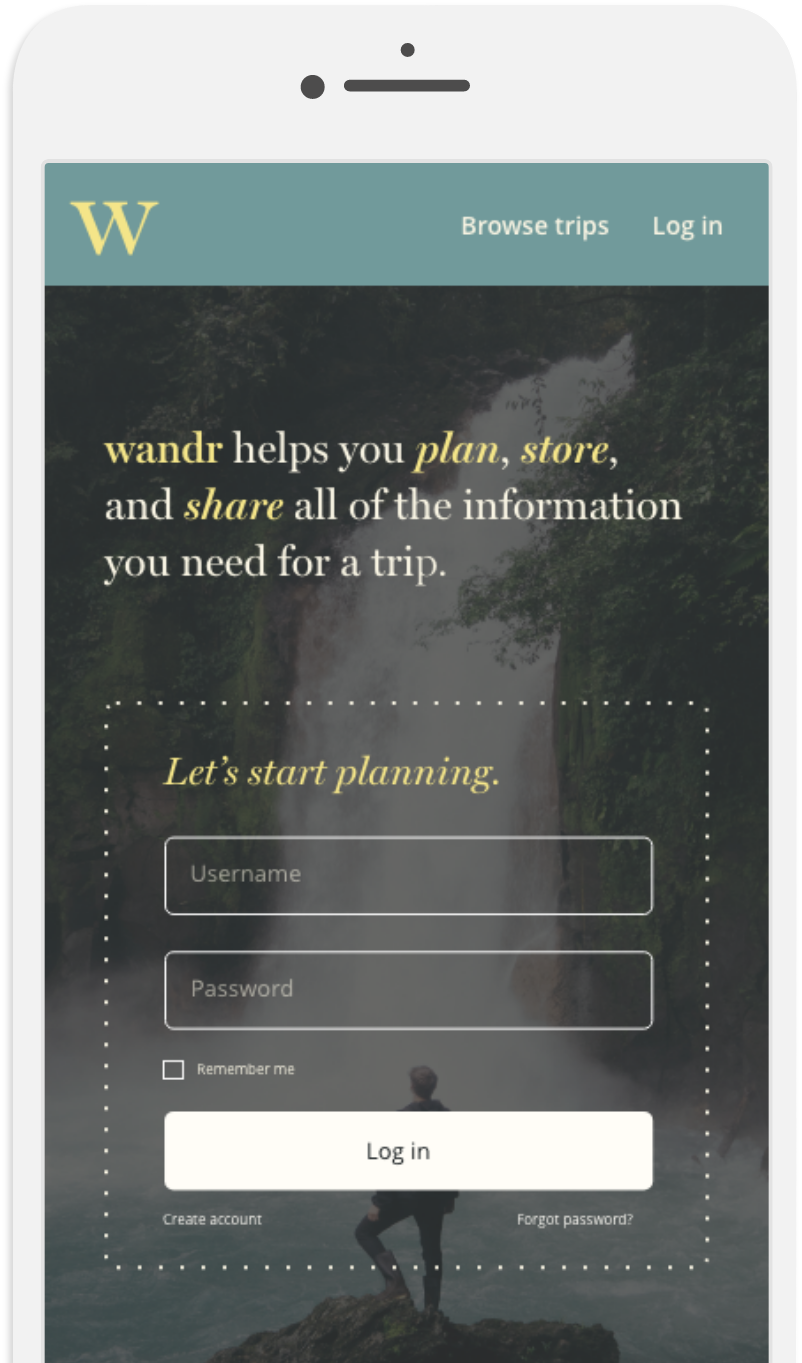 W
Browse trips Log in
wandr helps you plan, store,
and share all of the information
you need for a trip.
Let’s start planning.
Username
Password
Remember me
Log in
Create account Forgot password?